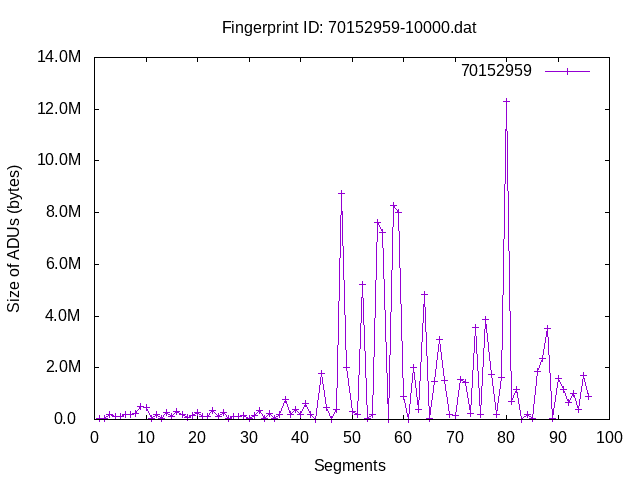 Fingerprint ID: 70152959-10000.dat
14.0M
70152959
12.0M
10.0M
8.0M
6.0M
4.0M
2.0M
0.0
Size of ADUs (bytes)
0 10 20 30 40 50 60 70 80 90 100
Segments